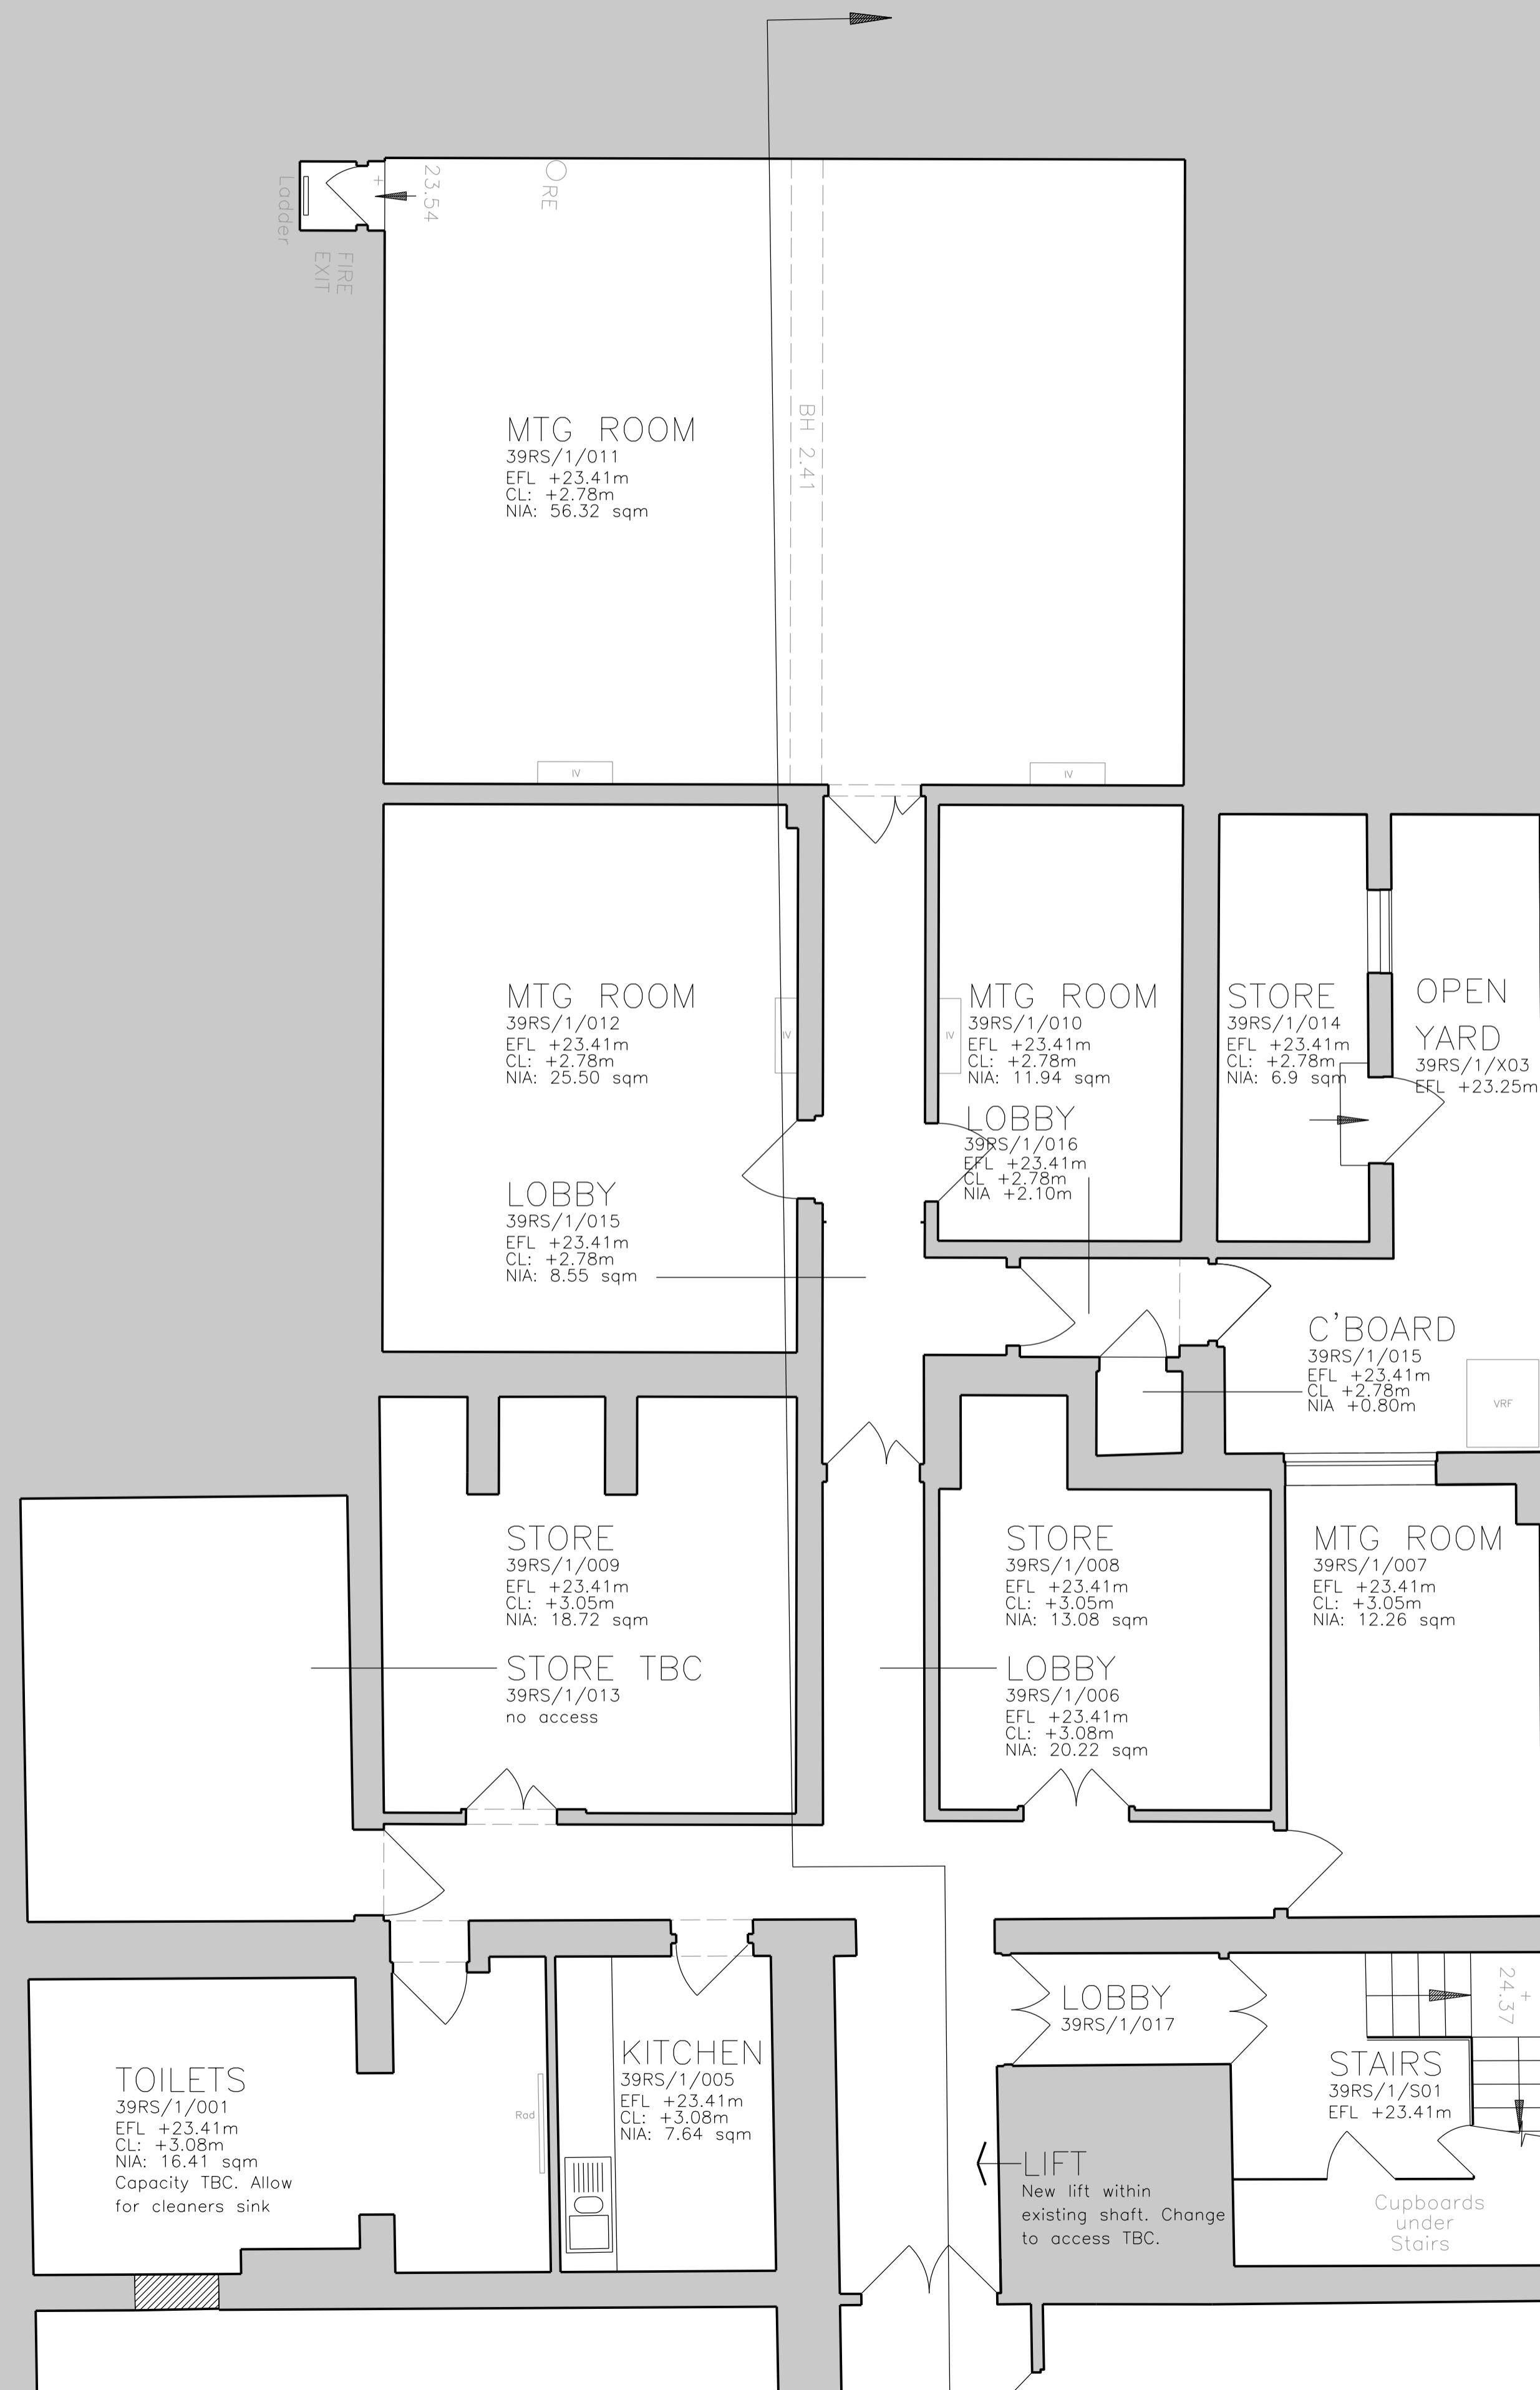 Ladder
23.54
+
RE
FIRE
EXIT
BH 2.41
MTG ROOM
39RS/1/011
EFL +23.41m
CL: +2.78m
NIA: 56.32 sqm
IV
IV
MTG ROOM
39RS/1/012
EFL +23.41m
CL: +2.78m
NIA: 25.50 sqm
IV
IV
MTG ROOM
39RS/1/010
EFL +23.41m
CL: +2.78m
NIA: 11.94 sqm
STORE
39RS/1/014
EFL +23.41m
CL: +2.78m
NIA: 6.9 sqm
OPEN
YARD
39RS/1/X03
EFL +23.25m
LOBBY
39RS/1/016
EFL +23.41m
CL +2.78m
NIA +2.10m
LOBBY
39RS/1/015
EFL +23.41m
CL: +2.78m
NIA: 8.55 sqm
C'BOARD
39RS/1/015
EFL +23.41m
CL +2.78m
NIA +0.80m
VRF
STORE
39RS/1/009
EFL +23.41m
CL: +3.05m
NIA: 18.72 sqm
STORE
39RS/1/008
EFL +23.41m
CL: +3.05m
NIA: 13.08 sqm
MTG ROOM
39RS/1/007
EFL +23.41m
CL: +3.05m
NIA: 12.26 sqm
STORE TBC
39RS/1/013
no access
LOBBY
39RS/1/006
EFL +23.41m
CL: +3.08m
NIA: 20.22 sqm
LOBBY
39RS/1/017
24.37
+
TOILETS
39RS/1/001
EFL +23.41m
CL: +3.08m
NIA: 16.41 sqm
Capacity TBC. Allow
for cleaners sink
Rad
KITCHEN
39RS/1/005
EFL +23.41m
CL: +3.08m
NIA: 7.64 sqm
STAIRS
39RS/1/S01
EFL +23.41m
LIFT
New lift within
existing shaft. Change
to access TBC.
Cupboards
under
Stairs